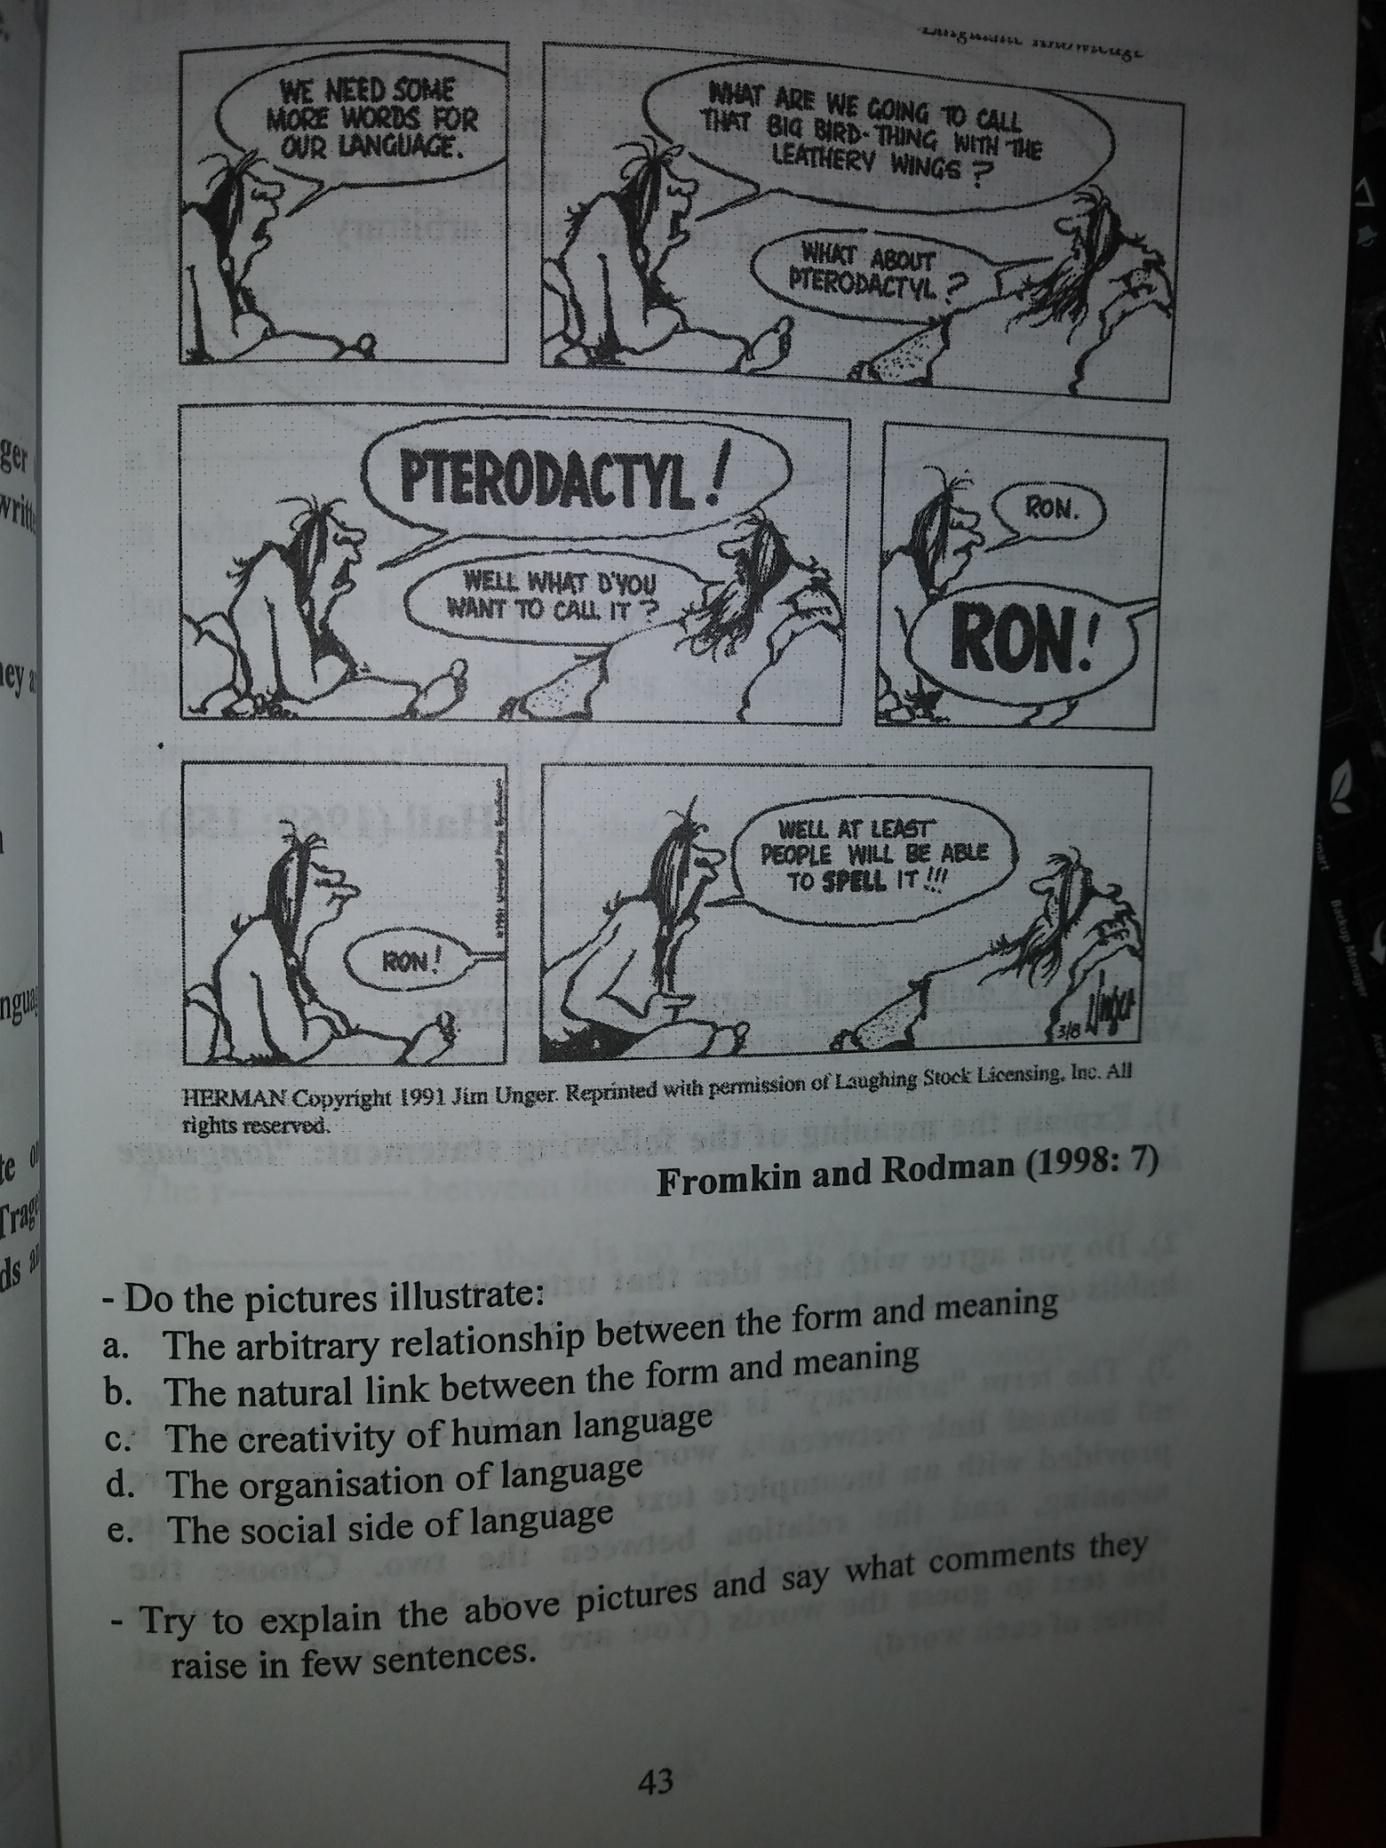 WE NEED SOME
MORE WORDS FOR
OUR LANGUAGE.
WHAT ARE WE GOING TO CALL
THAT BIG BIRD-THING WITH THE
LEATHERY WINGS?
WHAT ABOUT
PTERODACTYL?
PTERODACTYL!
WELL WHAT D'YOU
WANT TO CALL IT?
RON.
RON!
RON!
WELL AT LEAST
PEOPLE WILL BE ABLE
TO SPELL IT!!!
3/8 Unger
HERMAN Copyright 1991 Jim Unger. Reprinted with permission of Laughing Stock Licensing, Inc. All
rights reserved.
Fromkin and Rodman (1998: 7)
- Do the pictures illustrate:
a. The arbitrary relationship between the form and meaning
b. The natural link between the form and meaning
c. The creativity of human language
d. The organisation of language
e. The social side of language
- Try to explain the above pictures and say what comments they
raise in few sentences.
43
Backup Manager